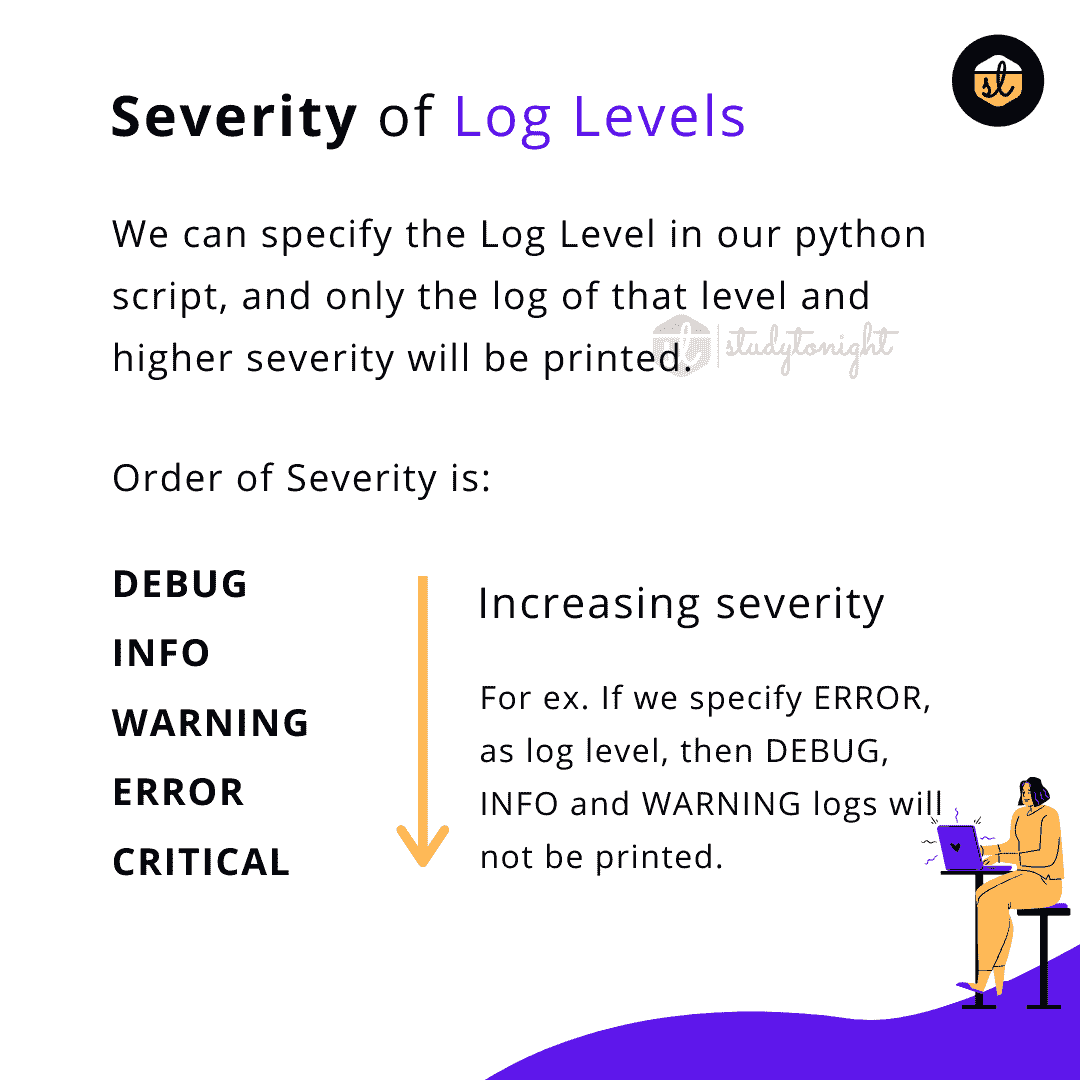 sl
Severity of Log Levels
We can specify the Log Level in our python
script, and only the log of that level and
higher severity will be printed.
sl | studytonight
Order of Severity is:
DEBUG
INFO
WARNING
ERROR
CRITICAL
Increasing severity
For ex. If we specify ERROR,
as log level, then DEBUG,
INFO and WARNING logs will
not be printed.